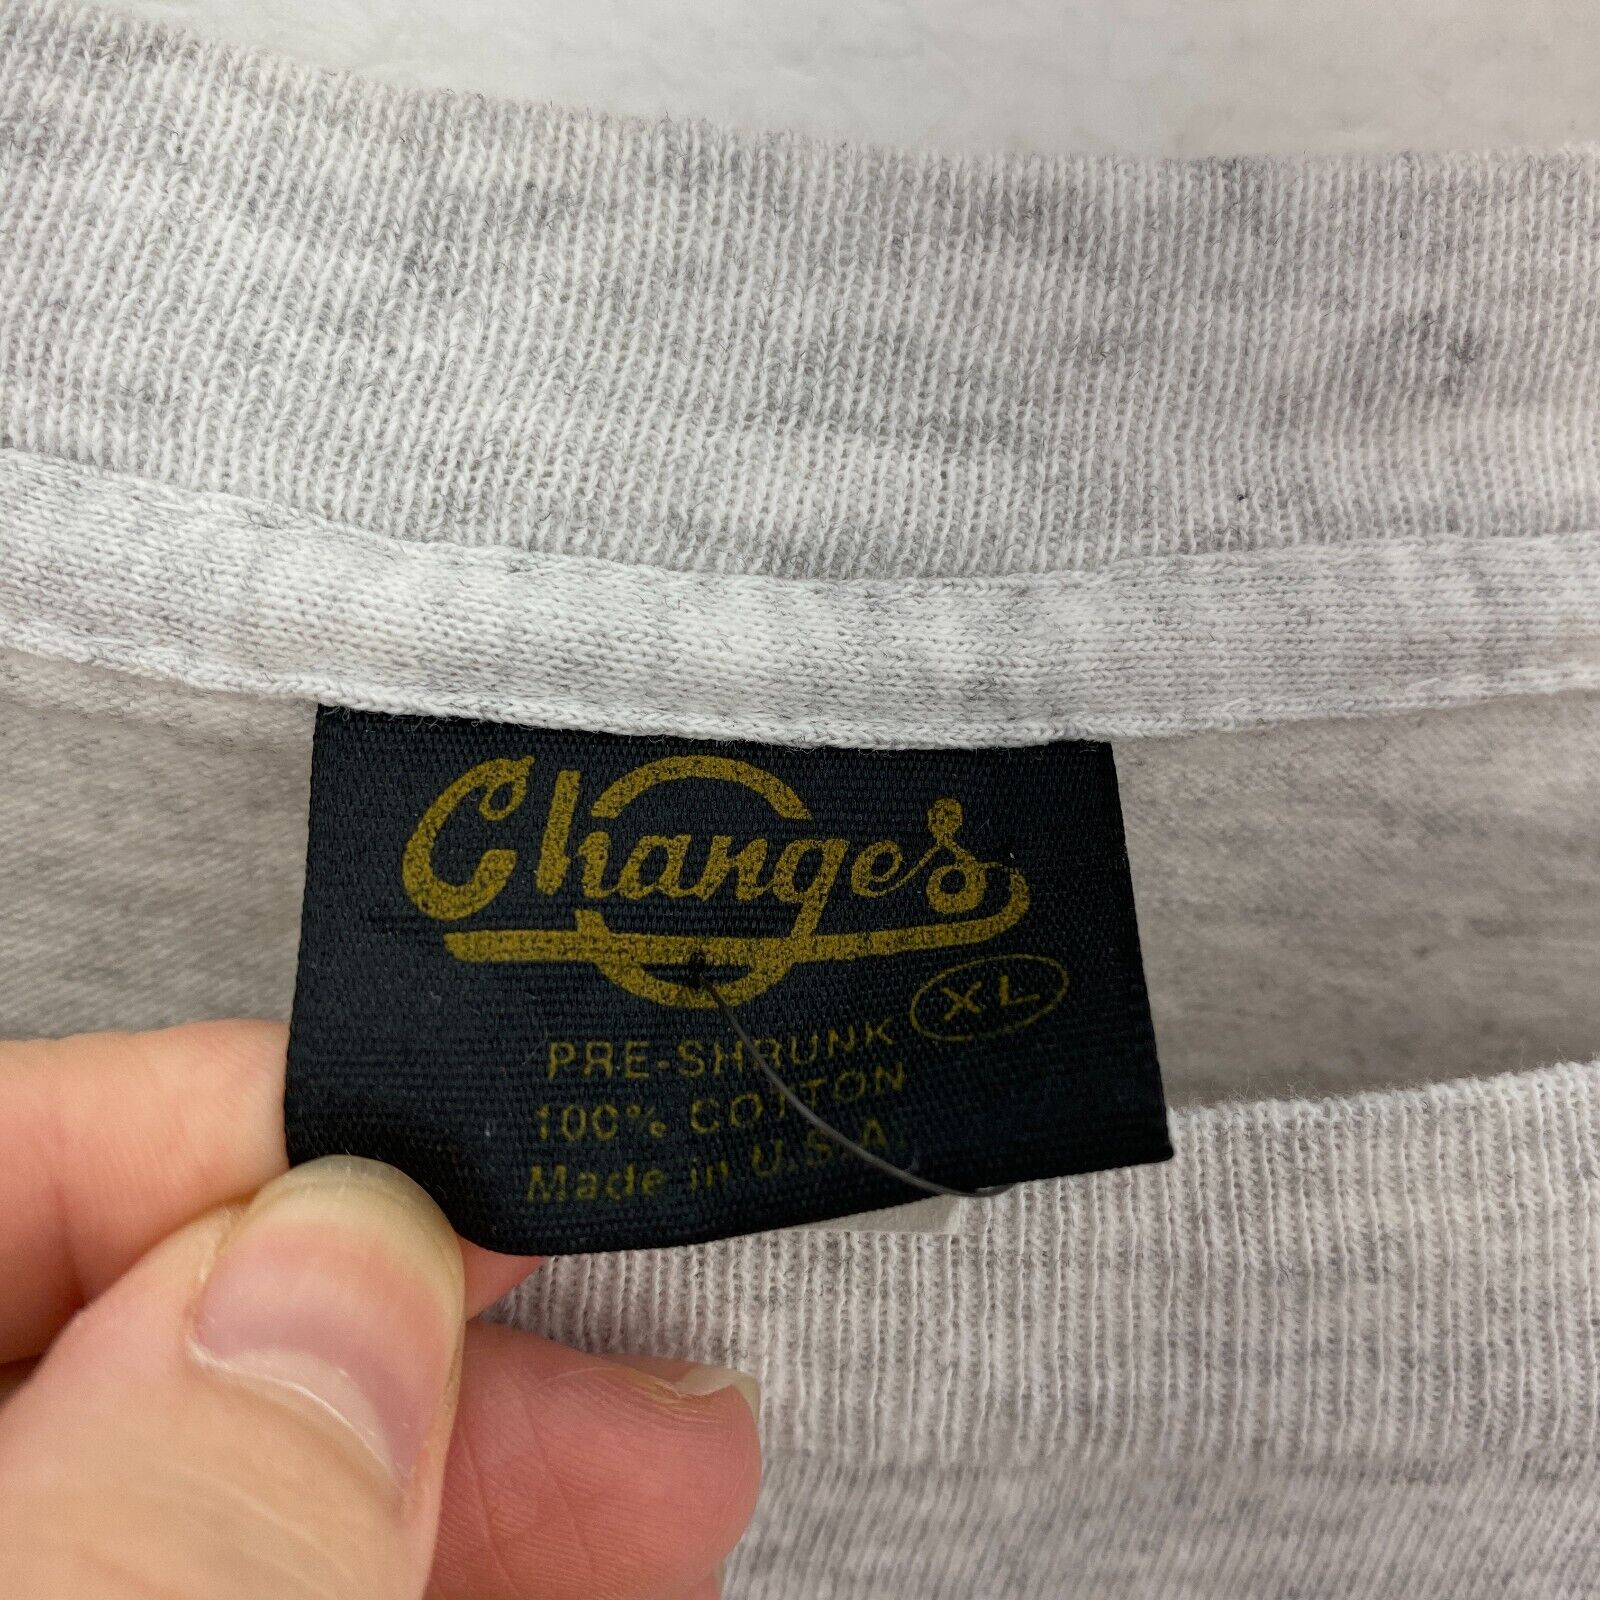 Changes
XL
PRE-SHRUNK
100% COTTON
Made in U.S.A.